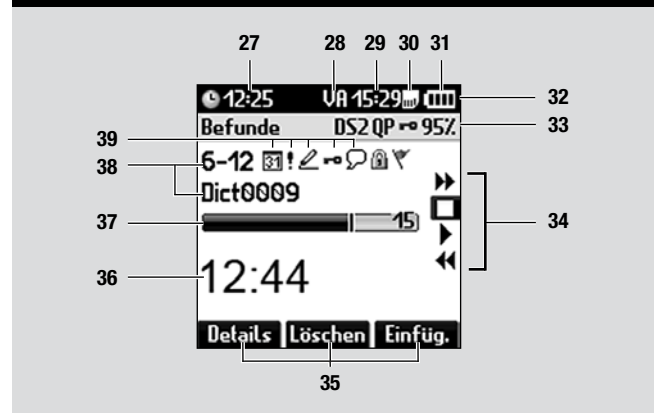 27 28 29 30 31
12:25 VA 15:29
32
Befunde DS2 QP 95%
33
39
6-12 31 !
38
Dict0009
37
15
34
36
12:44
Details Löschen Einfüg.
35